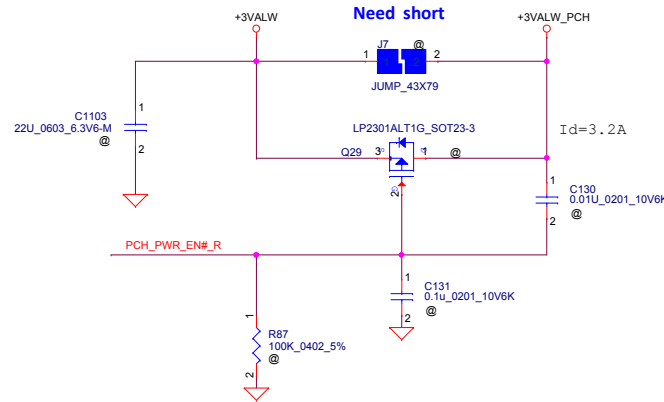 Need short
+3VALW
+3VALW_PCH
J7
@
1
2
JUMP_43X79
C1103
22U_0603_6.3V6-M
@
1
2
LP2301ALT1G_SOT23-3
Id=3.2A
Q29
3
1
@
2
C130
0.01U_0201_10V6K
@
1
2
PCH_PWR_EN#_R
C131
0.1u_0201_10V6K
@
1
2
R87
100K_0402_5%
@
1
2